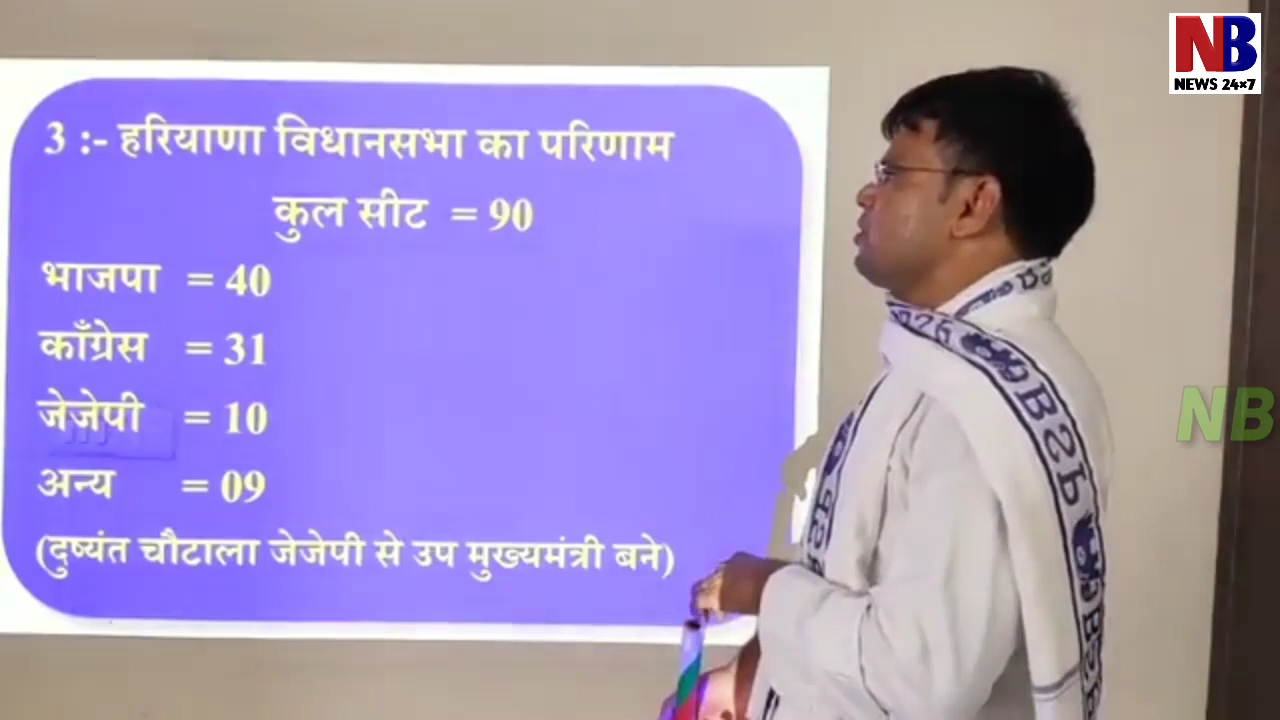 3 :- हरियाणा विधानसभा का परिणाम
कुल सीट = 90
भाजपा = 40
काँग्रेस = 31
जेजेपी = 10
अन्य = 09
(दुष्यंत चौटाला जेजेपी से उप मुख्यमंत्री बने)
NB
NEWS 24×7
NB